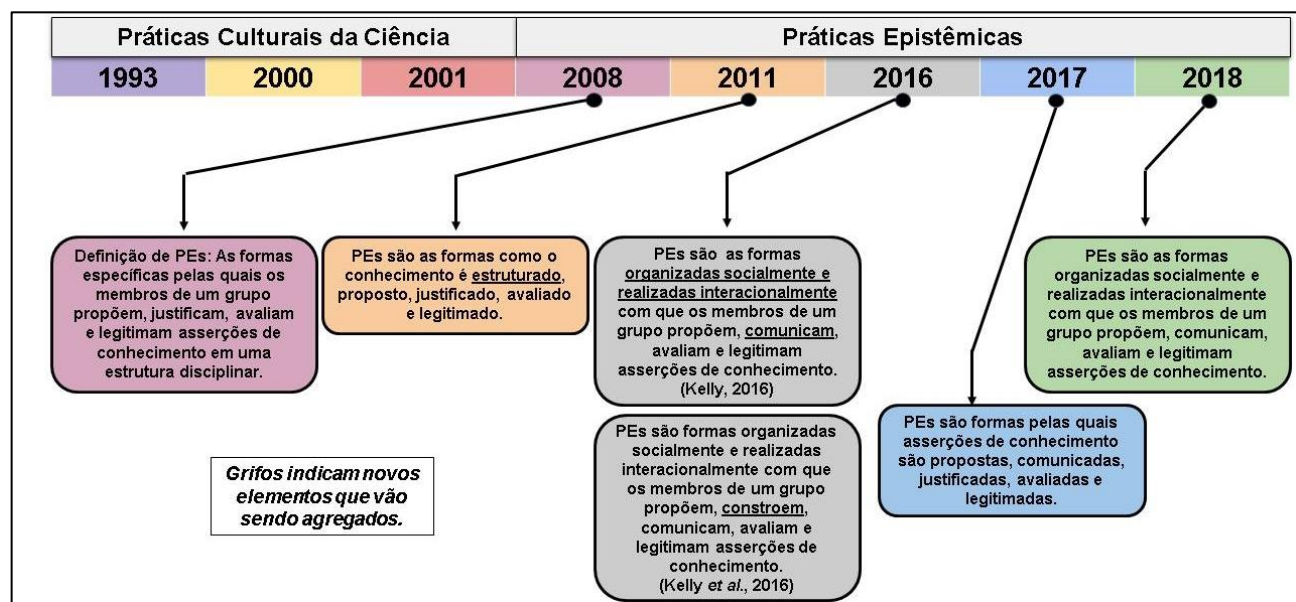 Práticas Culturais da Ciência
Práticas Epistêmicas
1993
2000
2001
2008
2011
2016
2017
2018
Definição de PEs: As formas
específicas pelas quais os
membros de um grupo
propõem, justificam, avaliam
e legitimam asserções de
conhecimento em uma
estrutura disciplinar.
PEs são as formas como o
conhecimento é estruturado,
proposto, justificado, avaliado
e legitimado.
PEs são as formas
organizadas socialmente e
realizadas interacionalmente
com que os membros de um
grupo propõem, comunicam,
avaliam e legitimam
asserções de conhecimento.
(Kelly, 2016)
PEs são formas organizadas
socialmente e realizadas
interacionalmente com que
os membros de um grupo
propõem, constroem,
comunicam, avaliam e
legitimam asserções de
conhecimento.
(Kelly et al., 2016)
PEs são formas pelas quais
asserções de conhecimento
são propostas, comunicadas,
justificadas, avaliadas e
legitimadas.
PEs são as formas
organizadas socialmente e
realizadas interacionalmente
com que os membros de um
grupo propõem, comunicam,
avaliam e legitimam
asserções de conhecimento.
Grifos indicam novos
elementos que vão
sendo agregados.